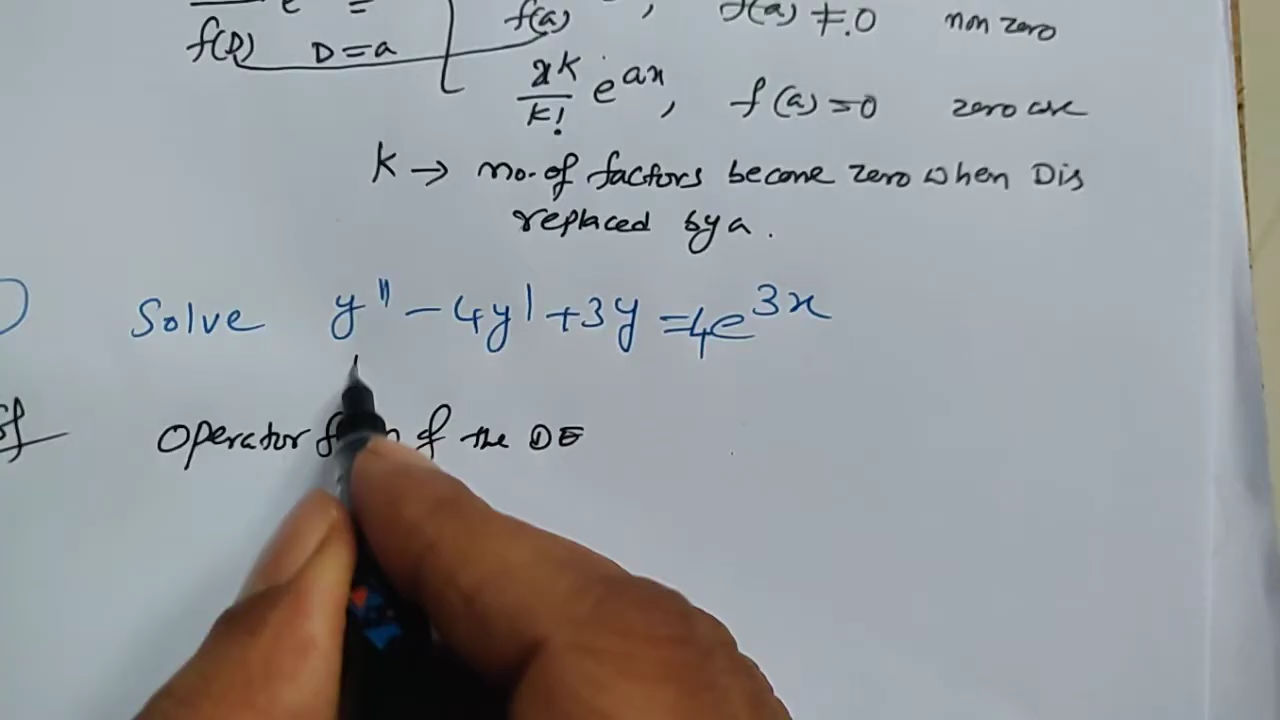 e =
f(D) D=a f(a) , f(a) ≠ 0 non zero
x^k/k! e^{ax}, f(a)=0 zero
K → no. of factors become zero when D is
replaced by a.
Solve y'' - 4y' + 3y = 4e^{3x}
Operator of the DE